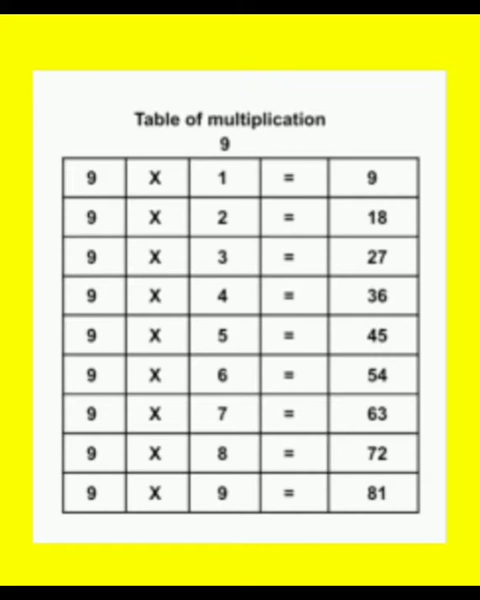 Table of multiplication
9
9 X 1 = 9
9 X 2 = 18
9 X 3 = 27
9 X 4 = 36
9 X 5 = 45
9 X 6 = 54
9 X 7 = 63
9 X 8 = 72
9 X 9 = 81